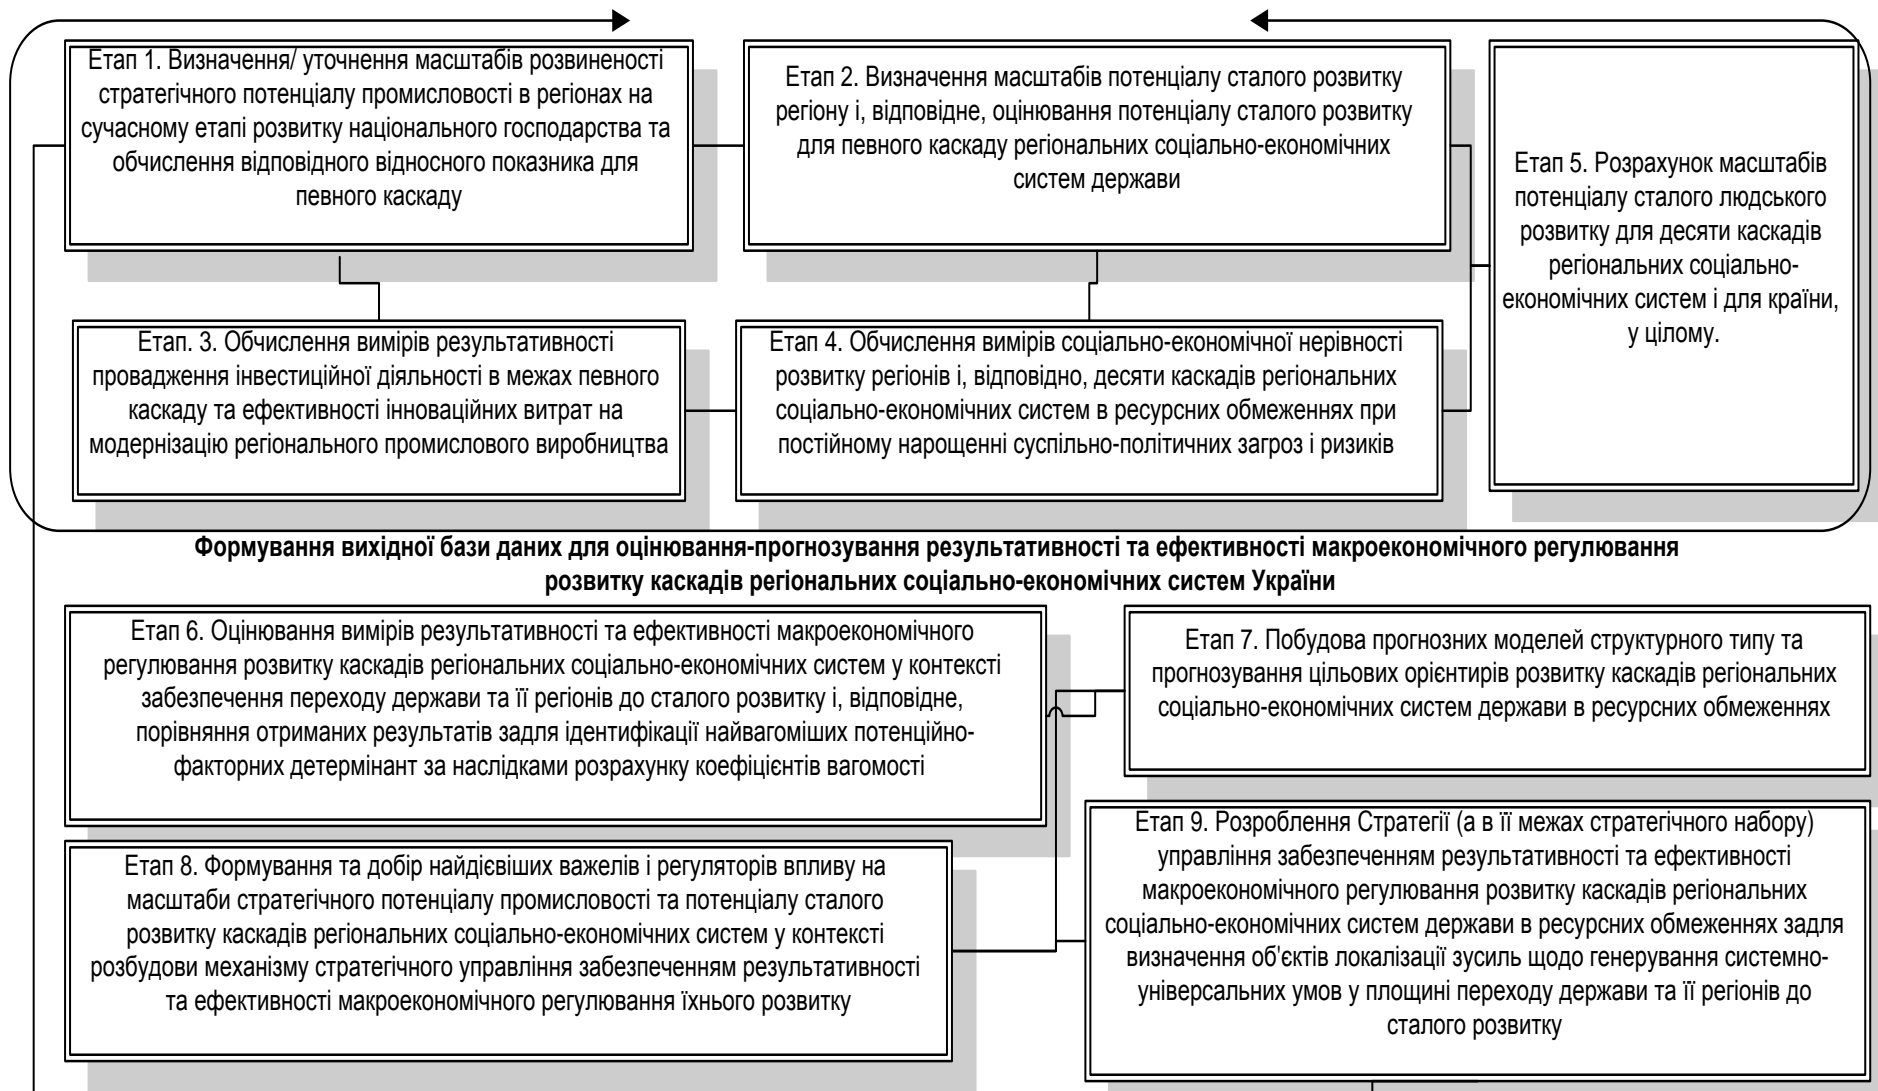 Етап 1. Визначення/ уточнення масштабів розвиненості
стратегічного потенціалу промисловості в регіонах на
сучасному етапі розвитку національного господарства та
обчислення відповідного відносного показника для
певного каскаду
Етап 2. Визначення масштабів потенціалу сталого розвитку
регіону і, відповідне, оцінювання потенціалу сталого розвитку
для певного каскаду регіональних соціально-економічних
систем держави
Етап. 3. Обчислення вимірів результативності
провадження інвестиційної діяльності в межах певного
каскаду та ефективності інноваційних витрат на
модернізацію регіонального промислового виробництва
Етап 4. Обчислення вимірів соціально-економічної нерівності
розвитку регіонів і, відповідно, десяти каскадів регіональних
соціально-економічних систем в ресурсних обмеженнях при
постійному нарощенні суспільно-політичних загроз і ризиків
Етап 5. Розрахунок масштабів
потенціалу сталого людського
розвитку для десяти каскадів
регіональних соціально-
економічних систем і для країни,
у цілому.
Формування вихідної бази даних для оцінювання-прогнозування результативності та ефективності макроекономічного регулювання
розвитку каскадів регіональних соціально-економічних систем України
Етап 6. Оцінювання вимірів результативності та ефективності макроекономічного
регулювання розвитку каскадів регіональних соціально-економічних систем у контексті
забезпечення переходу держави та її регіонів до сталого розвитку і, відповідне,
порівняння отриманих результатів задля ідентифікації найвагоміших потенційно-
факторних детермінант за наслідками розрахунку коефіцієнтів вагомості
Етап 7. Побудова прогнозних моделей структурного типу та
прогнозування цільових орієнтирів розвитку каскадів регіональних
соціально-економічних систем держави в ресурсних обмеженнях
Етап 8. Формування та добір найдієвіших важелів і регуляторів впливу на
масштаби стратегічного потенціалу промисловості та потенціалу сталого
розвитку каскадів регіональних соціально-економічних систем у контексті
розбудови механізму стратегічного управління забезпеченням результативності
та ефективності макроекономічного регулювання їхнього розвитку
Етап 9. Розроблення Стратегії (а в її межах стратегічного набору)
управління забезпеченням результативності та ефективності
макроекономічного регулювання розвитку каскадів регіональних
соціально-економічних систем держави в ресурсних обмеженнях задля
визначення об'єктів локалізації зусиль щодо генерування системно-
універсальних умов у площині переходу держави та її регіонів до
сталого розвитку